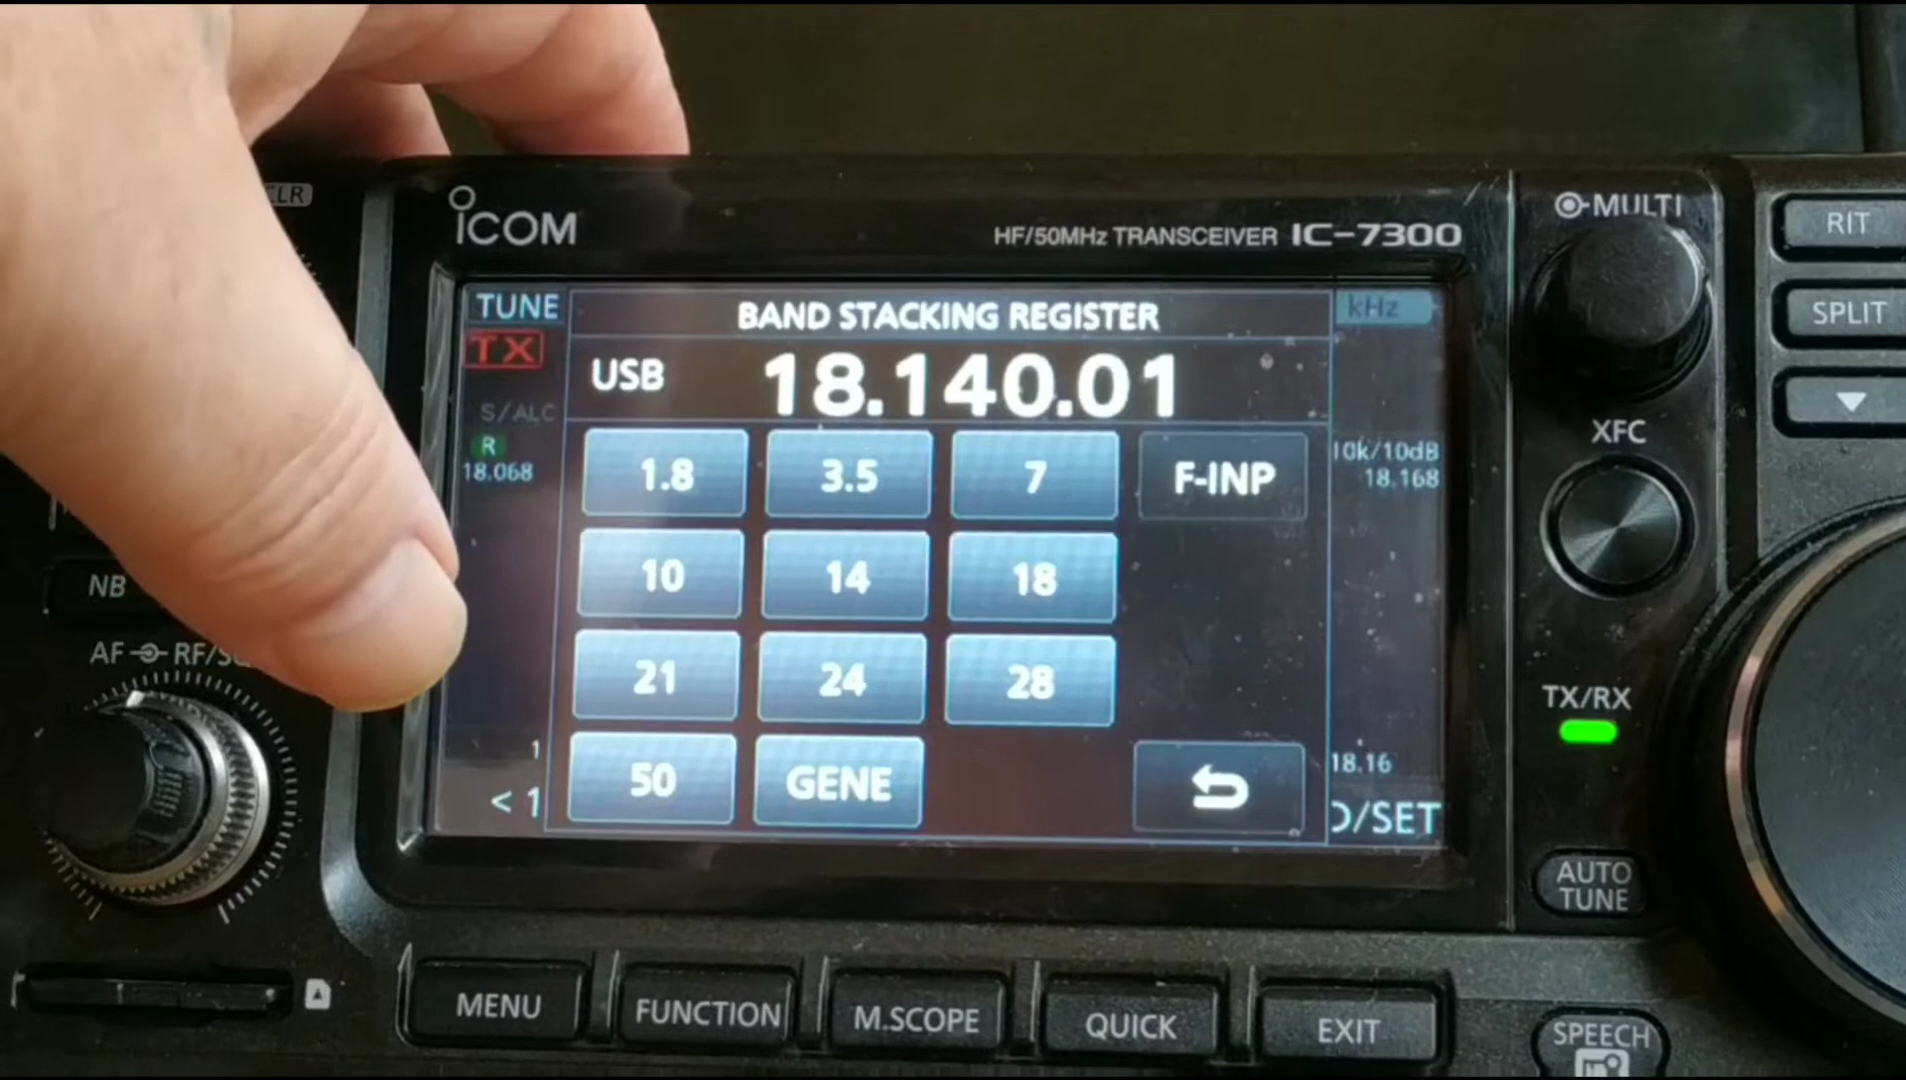 CLR
ICOM
HF/50MHz TRANSCEIVER IC-7300
MULTI
RIT
SPLIT
XFC
TX/RX
AUTO
TUNE
SPEECH
TUNE
BAND STACKING REGISTER
kHz
TX
USB
18.140.01
S/ALC
R
18.068
10k/10dB
18.168
1.8
3.5
7
F-INP
10
14
18
21
24
28
50
GENE
1
< 1
18.16
/SET
NB
AF
RF/
MENU
FUNCTION
M.SCOPE
QUICK
EXIT